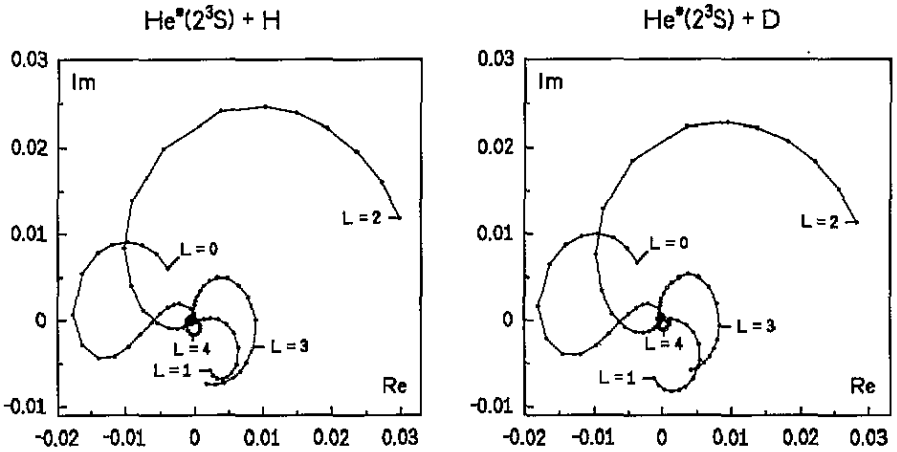 He*(2³S) + H
He*(2³S) + D
0.03
Im
0.02
0.01
0
-0.01
L = 2
L = 0
L = 3
L = 4
L = 1
Re
-0.02 -0.01 0 0.01 0.02 0.03
0.03
Im
0.02
0.01
0
-0.01
L = 2
L = 0
L = 3
L = 4
L = 1
Re
-0.02 -0.01 0 0.01 0.02 0.03